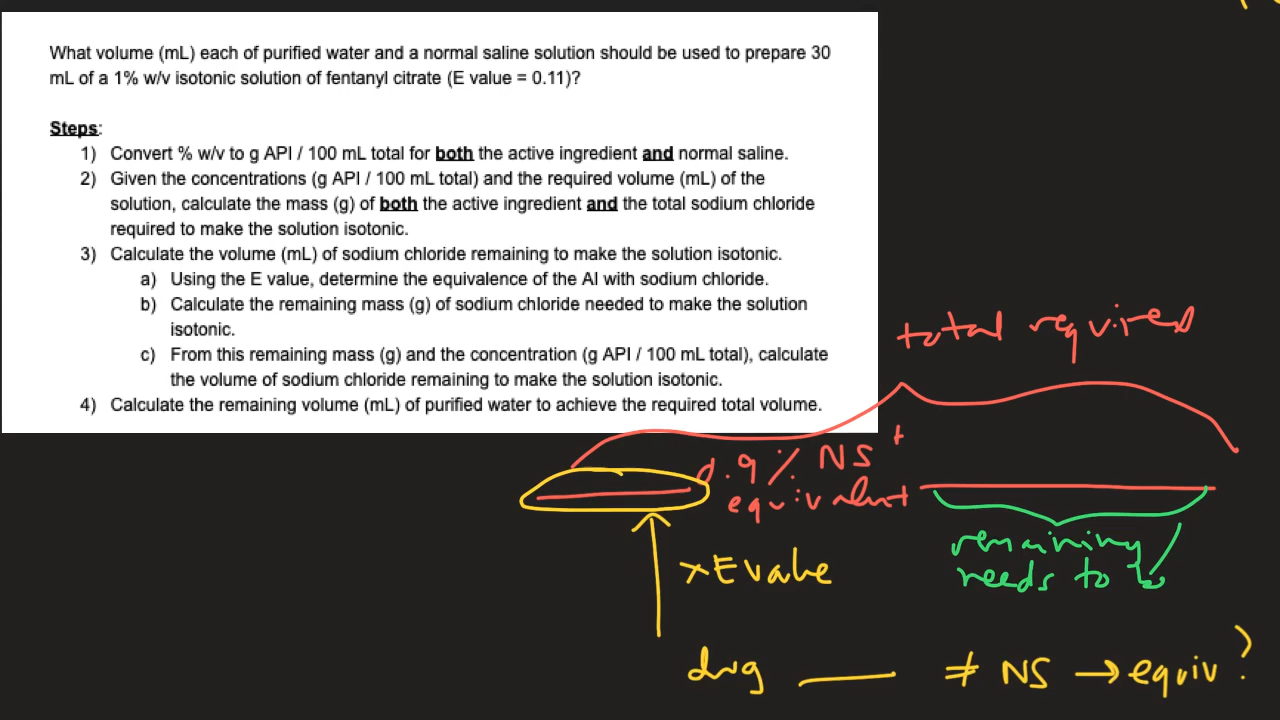 What volume (mL) each of purified water and a normal saline solution should be used to prepare 30
mL of a 1% w/v isotonic solution of fentanyl citrate (E value = 0.11)?
Steps:
1) Convert % w/v to g API / 100 mL total for both the active ingredient and normal saline.
2) Given the concentrations (g API / 100 mL total) and the required volume (mL) of the
solution, calculate the mass (g) of both the active ingredient and the total sodium chloride
required to make the solution isotonic.
3) Calculate the volume (mL) of sodium chloride remaining to make the solution isotonic.
a) Using the E value, determine the equivalence of the AI with sodium chloride.
b) Calculate the remaining mass (g) of sodium chloride needed to make the solution
isotonic.
c) From this remaining mass (g) and the concentration (g API / 100 mL total), calculate
the volume of sodium chloride remaining to make the solution isotonic.
4) Calculate the remaining volume (mL) of purified water to achieve the required total volume.
total required
0.9% NS +
equivalent
remaining
needs to
x E value
drug ___ ≠ NS → equiv?